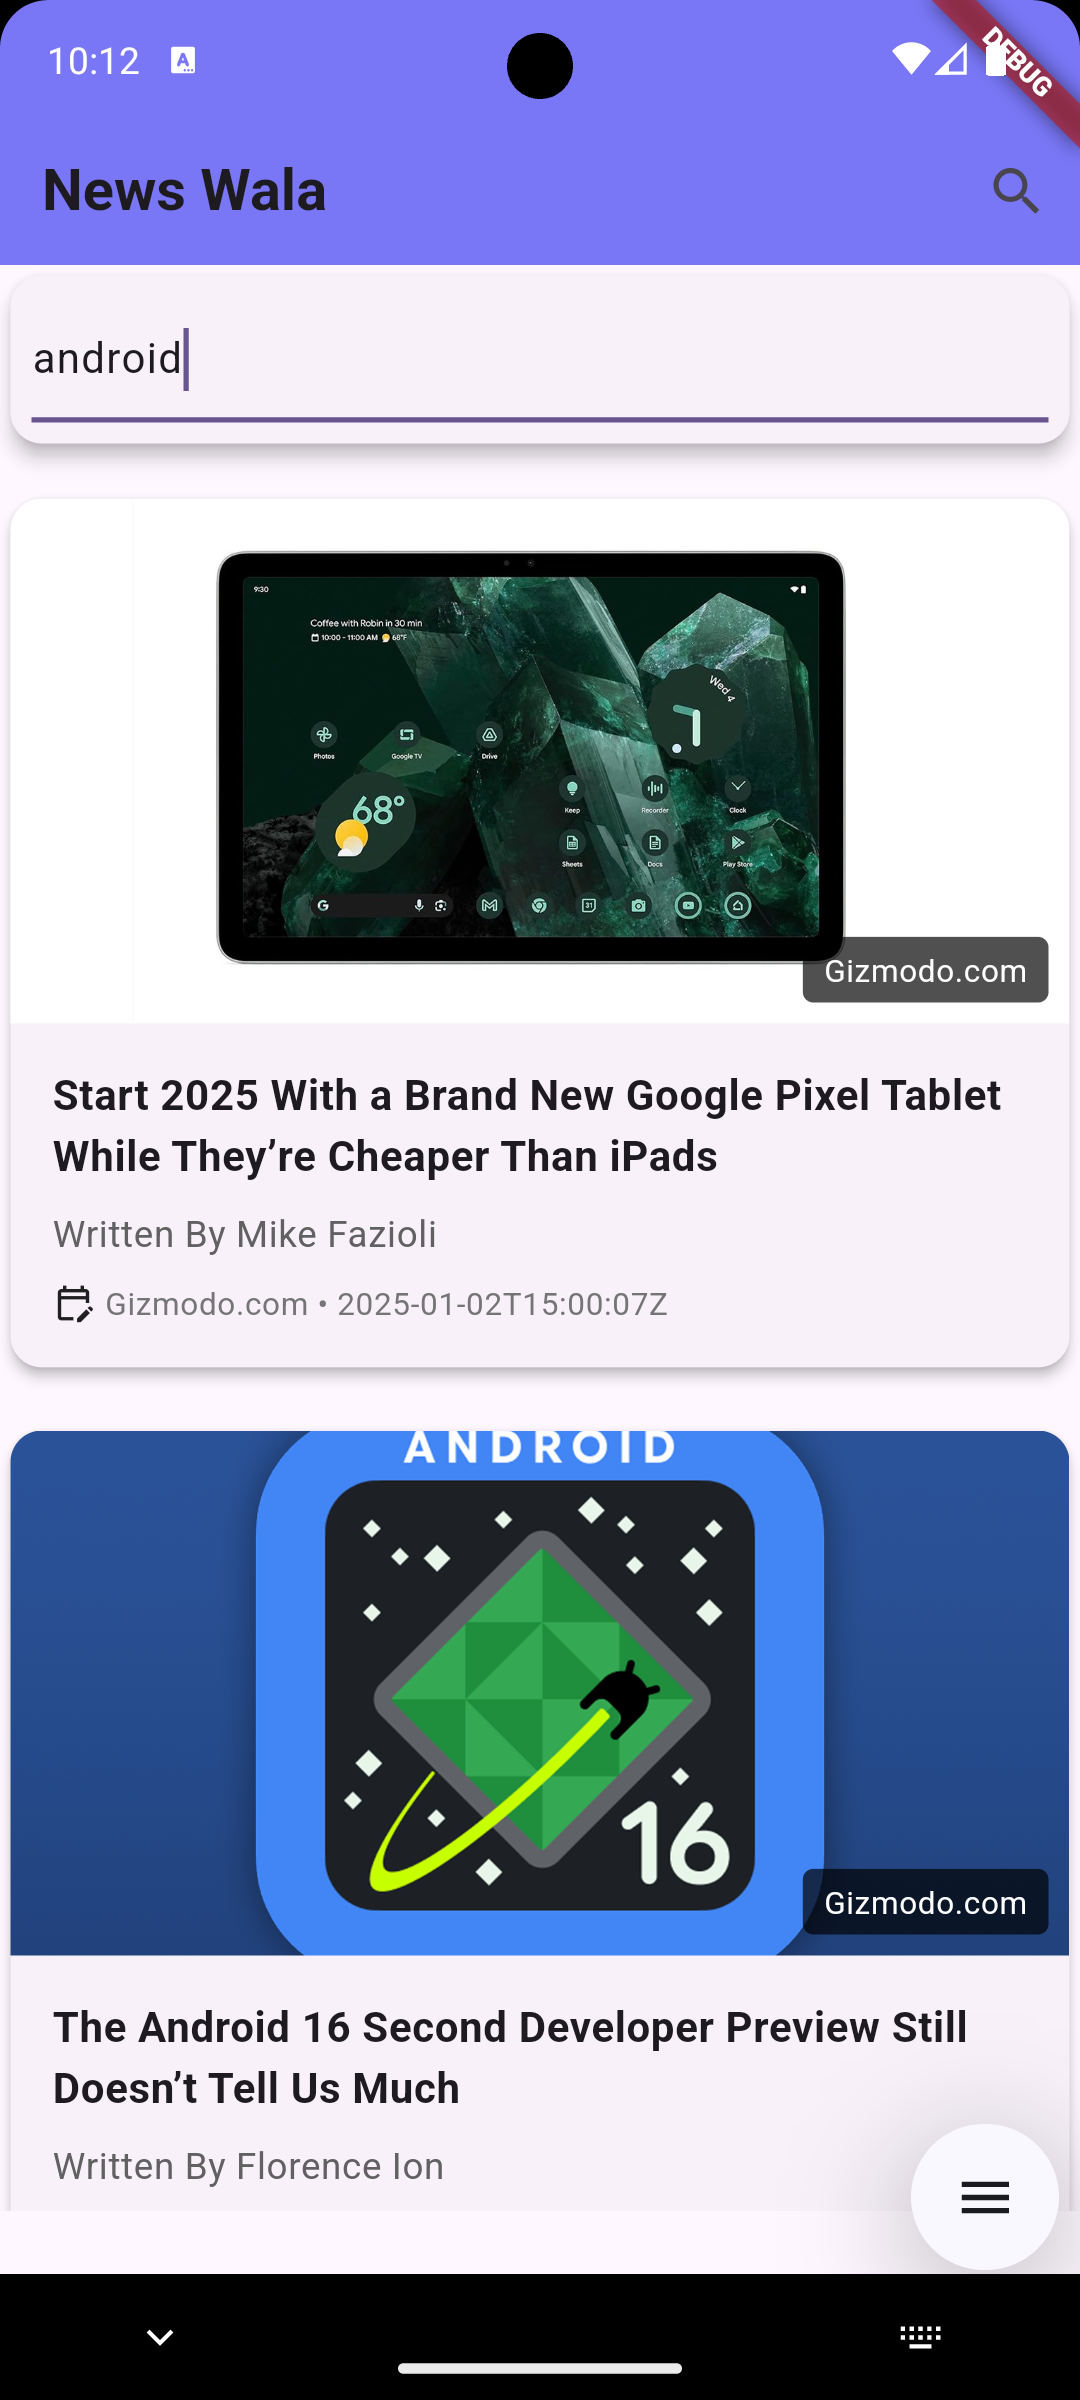 10:12
DEBUG
News Wala
android
9:30
Coffee with Robin in 30 min
10:00 - 11:00 AM 68°F
Wed 4
Photos
Google TV
Drive
68°
Keep
Recorder
Clock
Sheets
Docs
Play Store
31
Gizmodo.com
Start 2025 With a Brand New Google Pixel Tablet
While They’re Cheaper Than iPads
Written By Mike Fazioli
Gizmodo.com • 2025-01-02T15:00:07Z
ANDROID
16
Gizmodo.com
The Android 16 Second Developer Preview Still
Doesn’t Tell Us Much
Written By Florence Ion